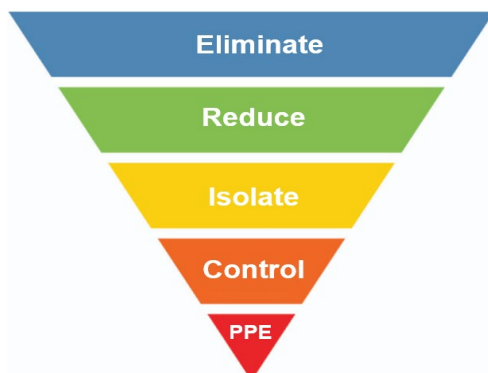 Eliminate
Reduce
Isolate
Control
PPE